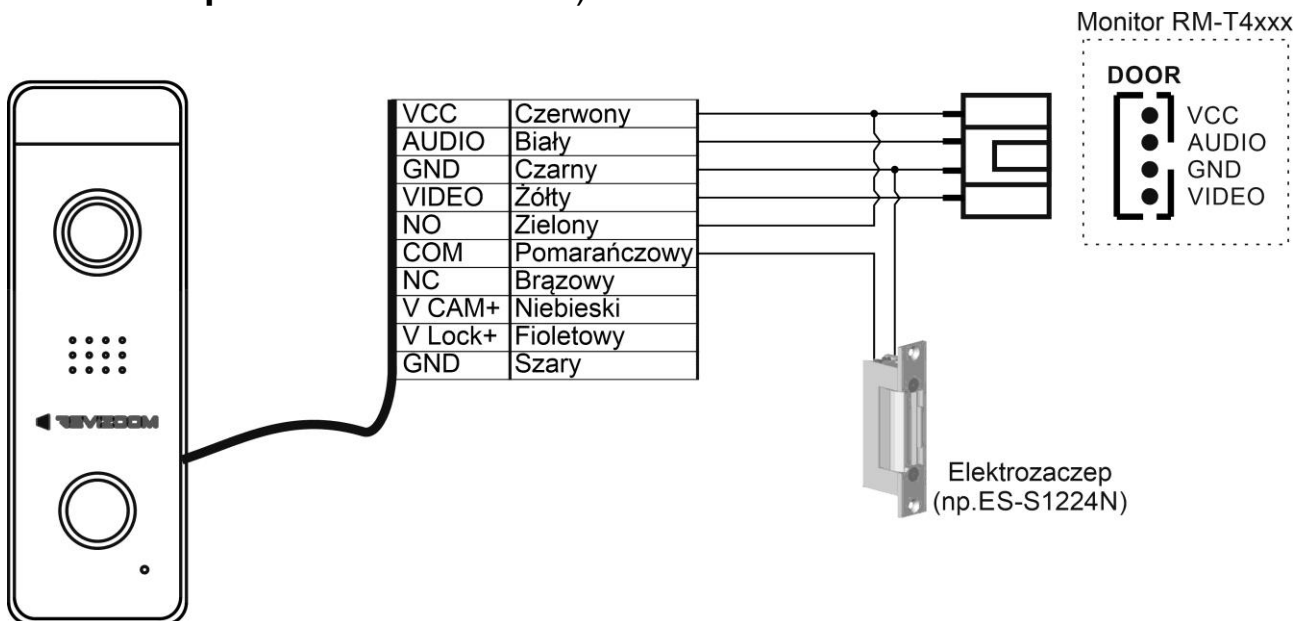 Monitor RM-T4xxx
DOOR
VCC
AUDIO
GND
VIDEO
VCC Czerwony
AUDIO Biały
GND Czarny
VIDEO Żółty
NO Zielony
COM Pomarańczowy
NC Brązowy
V CAM+ Niebieski
V Lock+ Fioletowy
GND Szary
REVIZOOM
Elektrozaczep
(np.ES-S1224N)